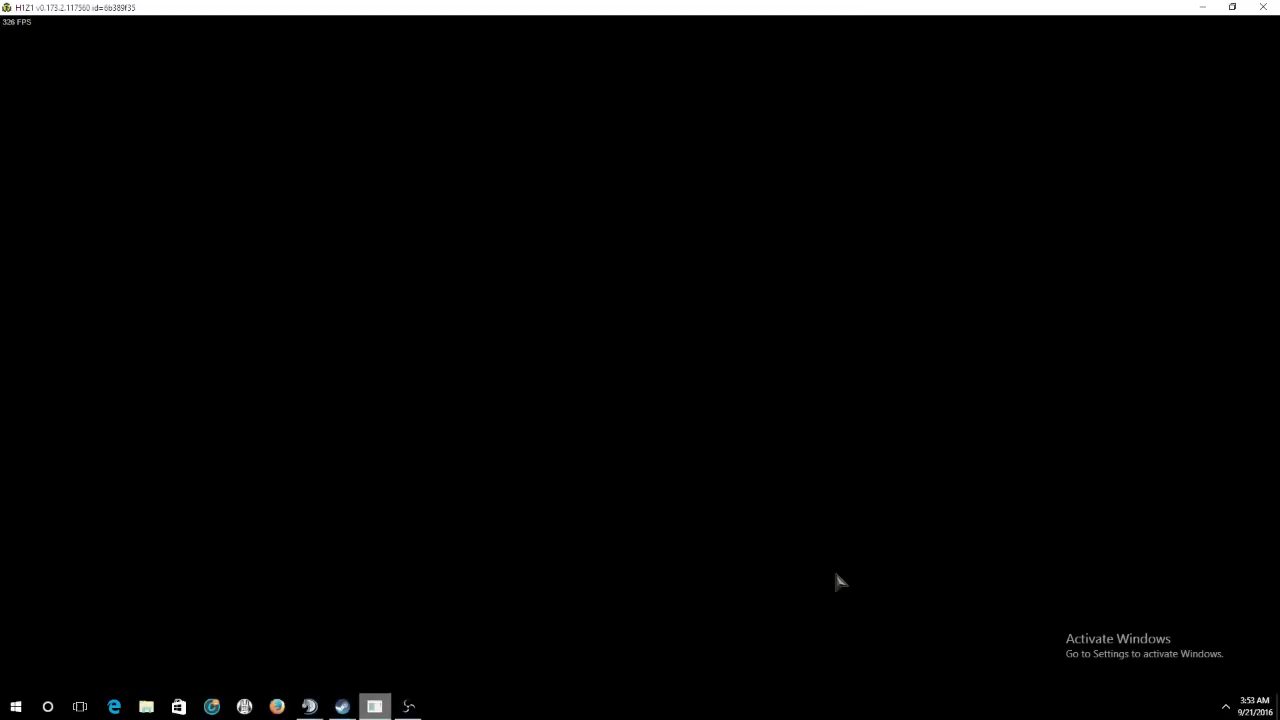 H1Z1 v0.173.2.117560 id=6b389f35
326 FPS
Activate Windows
Go to Settings to activate Windows.
3:53 AM
9/21/2016